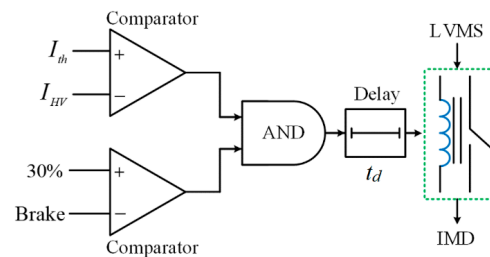 Comparator
LVMS
I_th
+
I_HV
−
Delay
AND
30%
+
t_d
Brake
−
IMD
Comparator